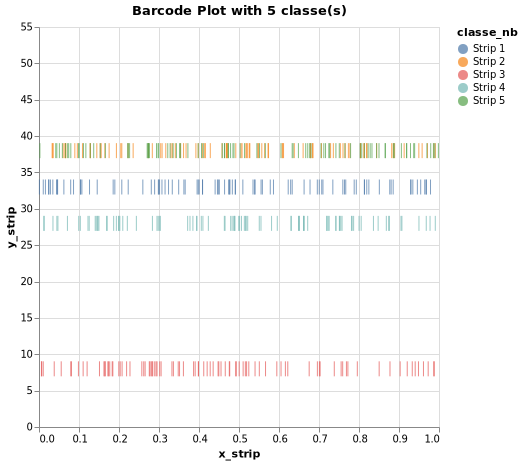 Barcode Plot with 5 classe(s)
classe_nb
Strip 1
Strip 2
Strip 3
Strip 4
Strip 5
y_strip
55
50
45
40
35
30
25
20
15
10
5
0
0.0 0.1 0.2 0.3 0.4 0.5 0.6 0.7 0.8 0.9 1.0
x_strip